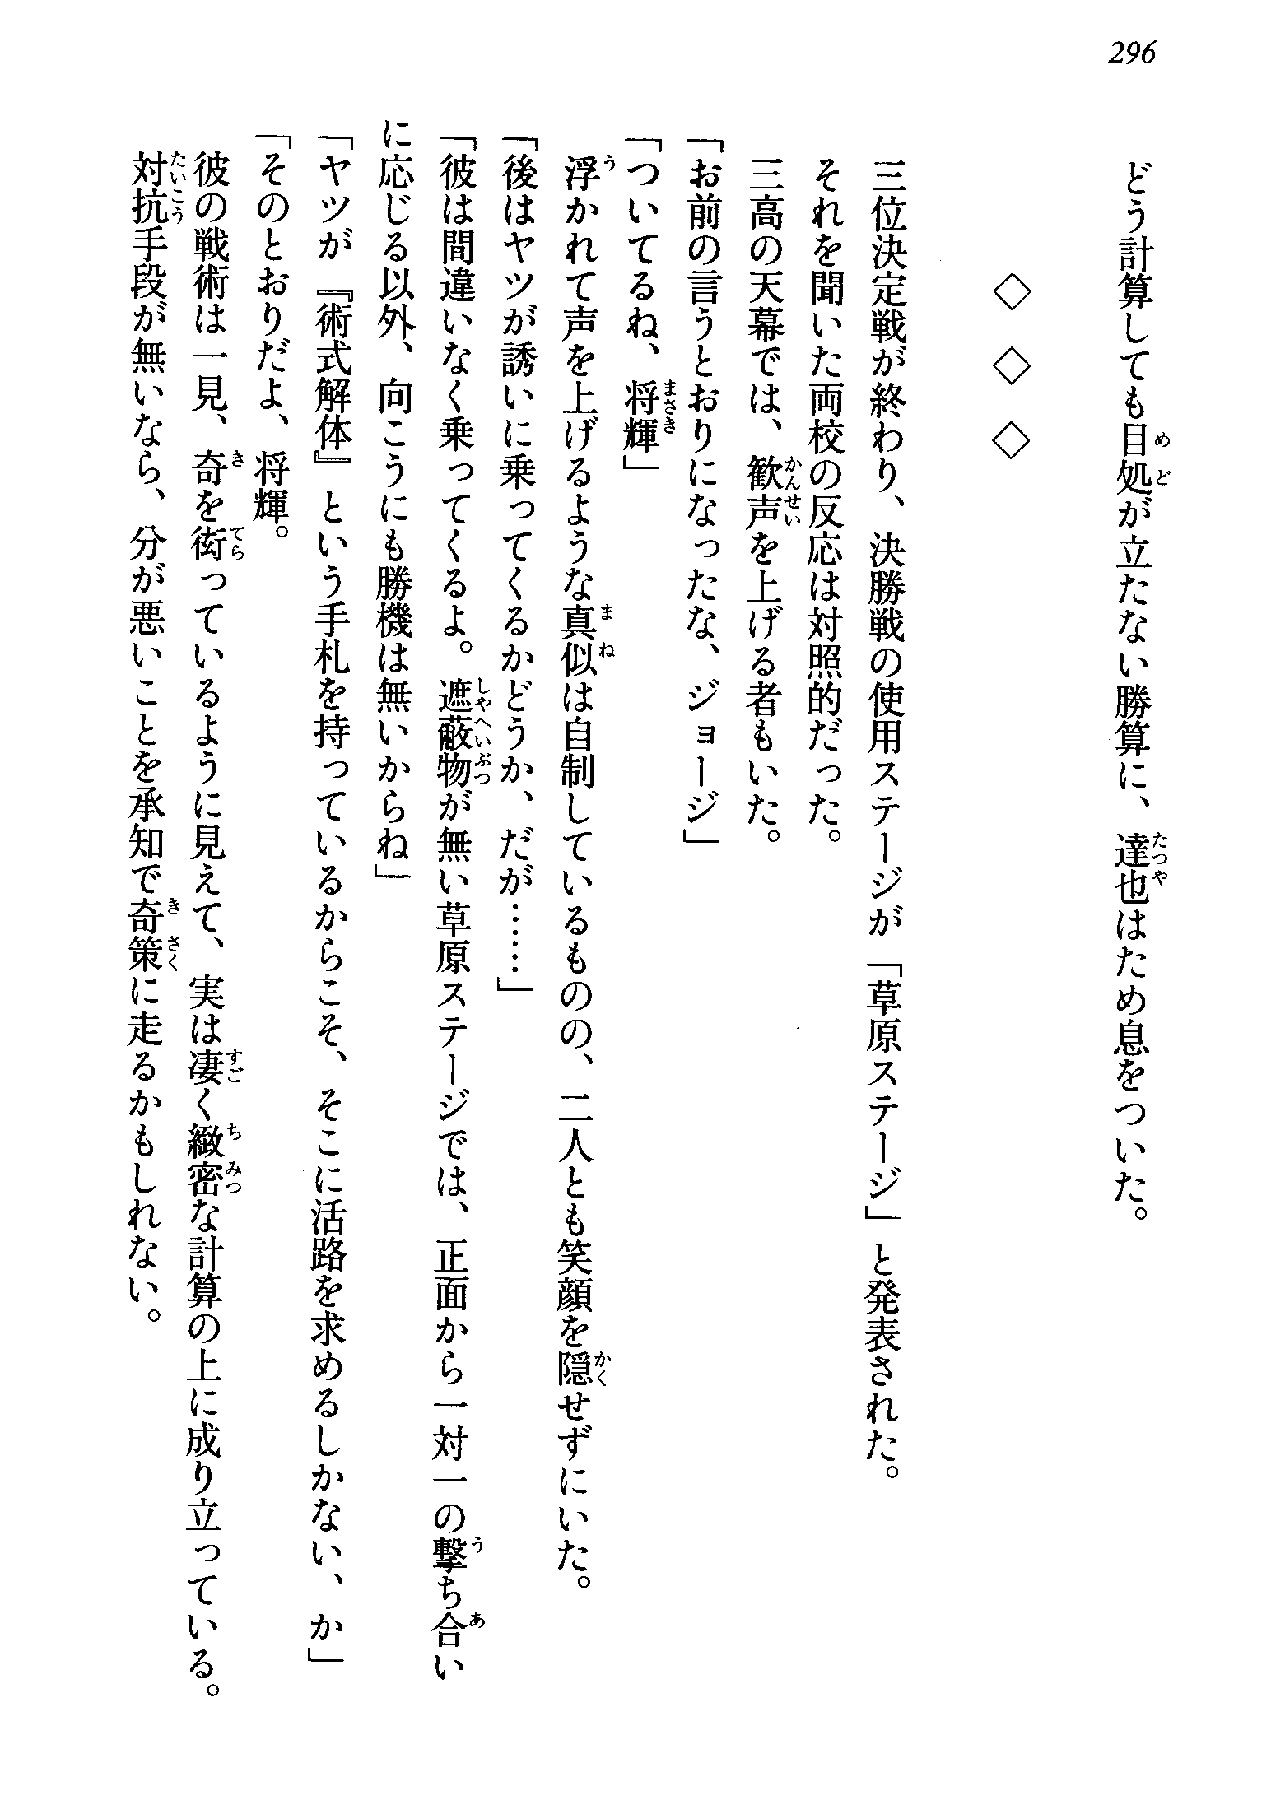 296
どう計算しても目処が立たない勝算に、達也はため息をついた。
◇ ◇ ◇
三位決定戦が終わり、決勝戦の使用ステージが「草原ステージ」と発表された。
それを聞いた両校の反応は対照的だった。
三高の天幕では、歓声を上げる者もいた。
「お前の言うとおりになったな、ジョージ」
「ついてるね、将輝」
浮かれて声を上げるような真似は自制しているものの、二人とも笑顔を隠せずにいた。
「後はヤツが誘いに乗ってくるかどうか、だが……」
「彼は間違いなく乗ってくるよ。遮蔽物が無い草原ステージでは、正面から一対一の撃ち合い
に応じる以外、向こうにも勝機は無いからね」
「ヤツが『術式解体』という手札を持っているからこそ、そこに活路を求めるしかない、か」
「そのとおりだよ、将輝。
彼の戦術は一見、奇を衒っているように見えて、実は凄く緻密な計算の上に成り立っている。
対抗手段が無いなら、分が悪いことを承知で奇策に走るかもしれない。